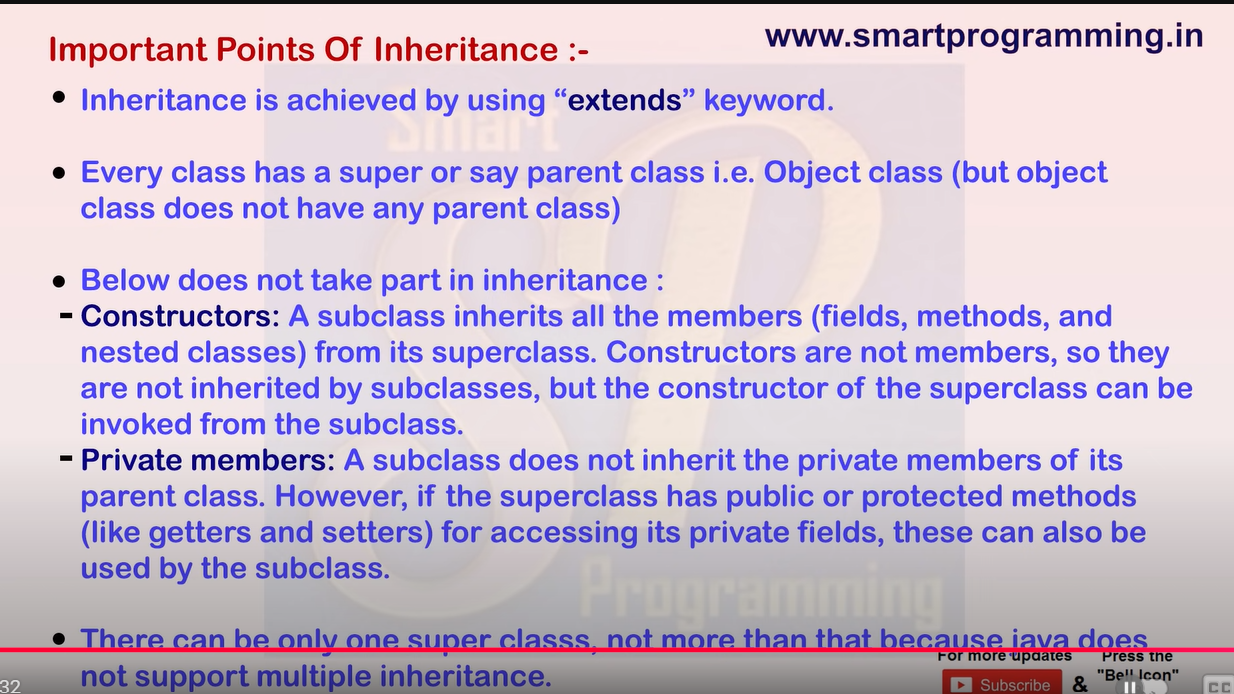 Important Points Of Inheritance :-
www.smartprogramming.in
• Inheritance is achieved by using “extends” keyword.
• Every class has a super or say parent class i.e. Object class (but object
class does not have any parent class)
• Below does not take part in inheritance :
- Constructors: A subclass inherits all the members (fields, methods, and
nested classes) from its superclass. Constructors are not members, so they
are not inherited by subclasses, but the constructor of the superclass can be
invoked from the subclass.
- Private members: A subclass does not inherit the private members of its
parent class. However, if the superclass has public or protected methods
(like getters and setters) for accessing its private fields, these can also be
used by the subclass.
• There can be only one super classs, not more than that because java does
not support multiple inheritance.
Smart
SP
Programming
For more updates
Press the
"Bell Icon"
Subscribe &
32
CC